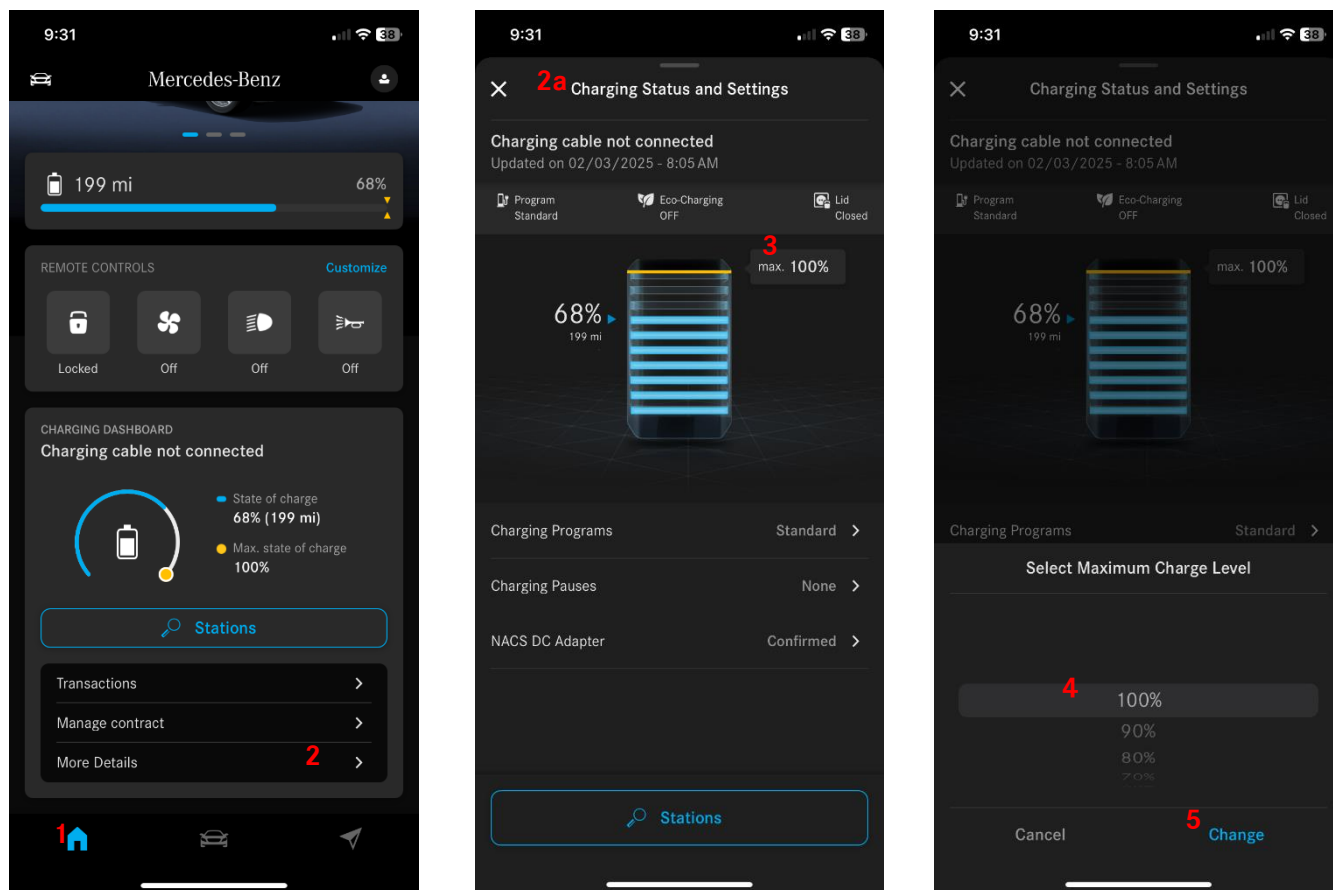 9:31
38
Mercedes-Benz
199 mi
68%
REMOTE CONTROLS
Customize
Locked
Off
Off
Off
CHARGING DASHBOARD
Charging cable not connected
State of charge
68% (199 mi)
Max. state of charge
100%
Stations
Transactions
Manage contract
More Details
2
1
9:31
38
2a
Charging Status and Settings
Charging cable not connected
Updated on 02/03/2025 - 8:05 AM
Program
Standard
Eco-Charging
OFF
Lid
Closed
3
max. 100%
68%
199 mi
Charging Programs
Standard
Charging Pauses
None
NACS DC Adapter
Confirmed
Stations
9:31
38
Charging Status and Settings
Charging cable not connected
Updated on 02/03/2025 - 8:05 AM
Program
Standard
Eco-Charging
OFF
Lid
Closed
max. 100%
68%
199 mi
Charging Programs
Standard
Select Maximum Charge Level
4
100%
90%
80%
70%
5
Cancel
Change